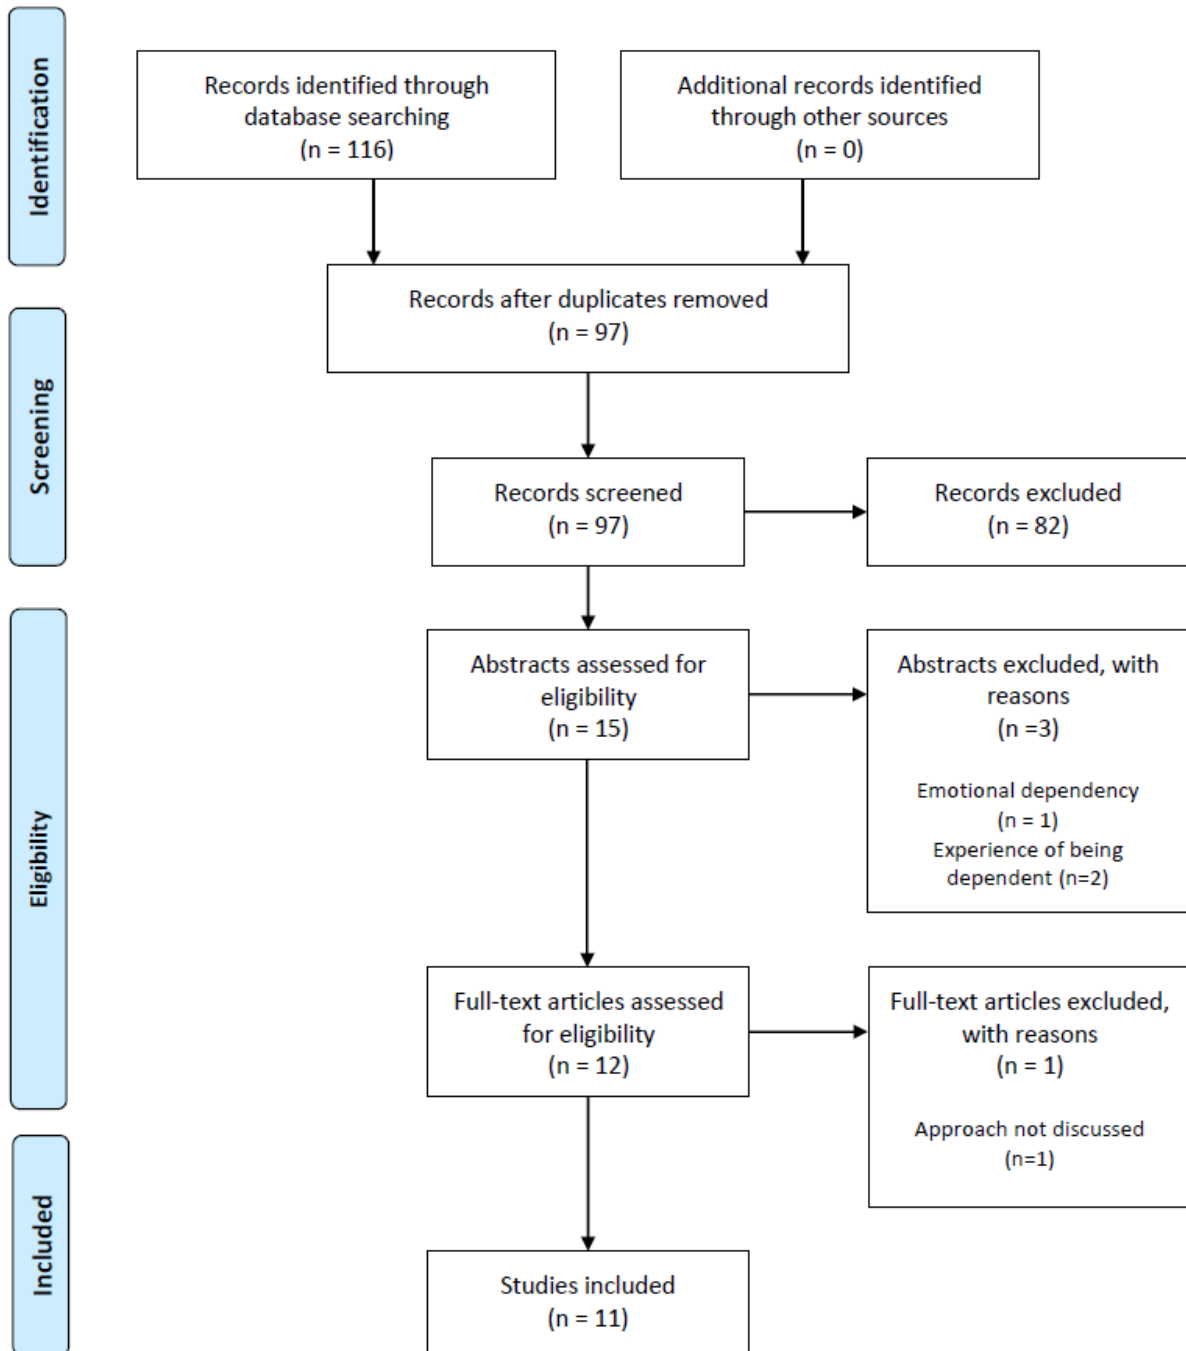 Identification
Records identified through
database searching
(n = 116)
Additional records identified
through other sources
(n = 0)
Records after duplicates removed
(n = 97)
Screening
Records screened
(n = 97)
Records excluded
(n = 82)
Eligibility
Abstracts assessed for
eligibility
(n = 15)
Abstracts excluded, with
reasons
(n =3)
Emotional dependency
(n = 1)
Experience of being
dependent (n=2)
Full-text articles assessed
for eligibility
(n = 12)
Full-text articles excluded,
with reasons
(n = 1)
Approach not discussed
(n=1)
Included
Studies included
(n = 11)